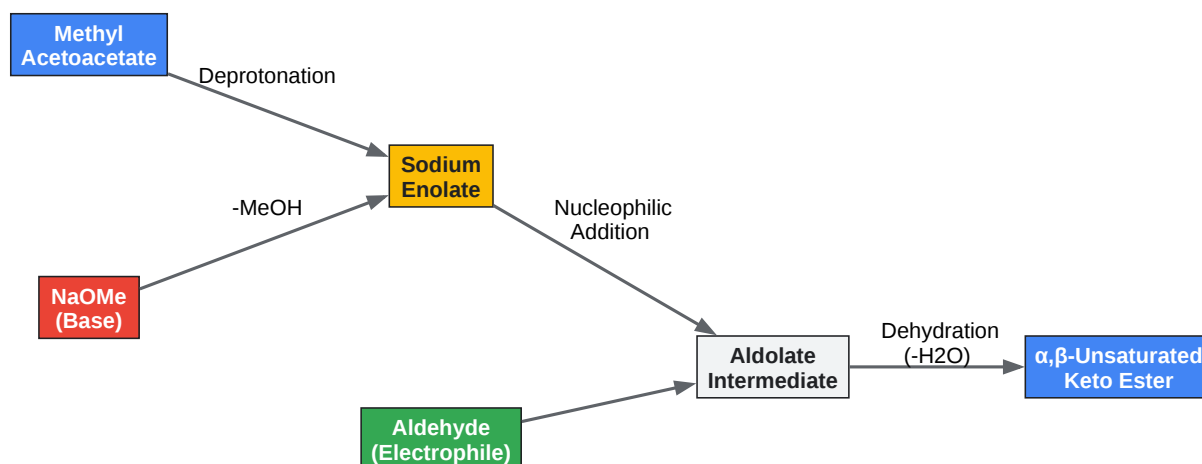 Methyl
Acetoacetate
Deprotonation
Sodium
Enolate
-MeOH
Nucleophilic
Addition
NaOMe
(Base)
Dehydration
(-H2O)
Aldolate
Intermediate
α,β-Unsaturated
Keto Ester
Aldehyde
(Electrophile)